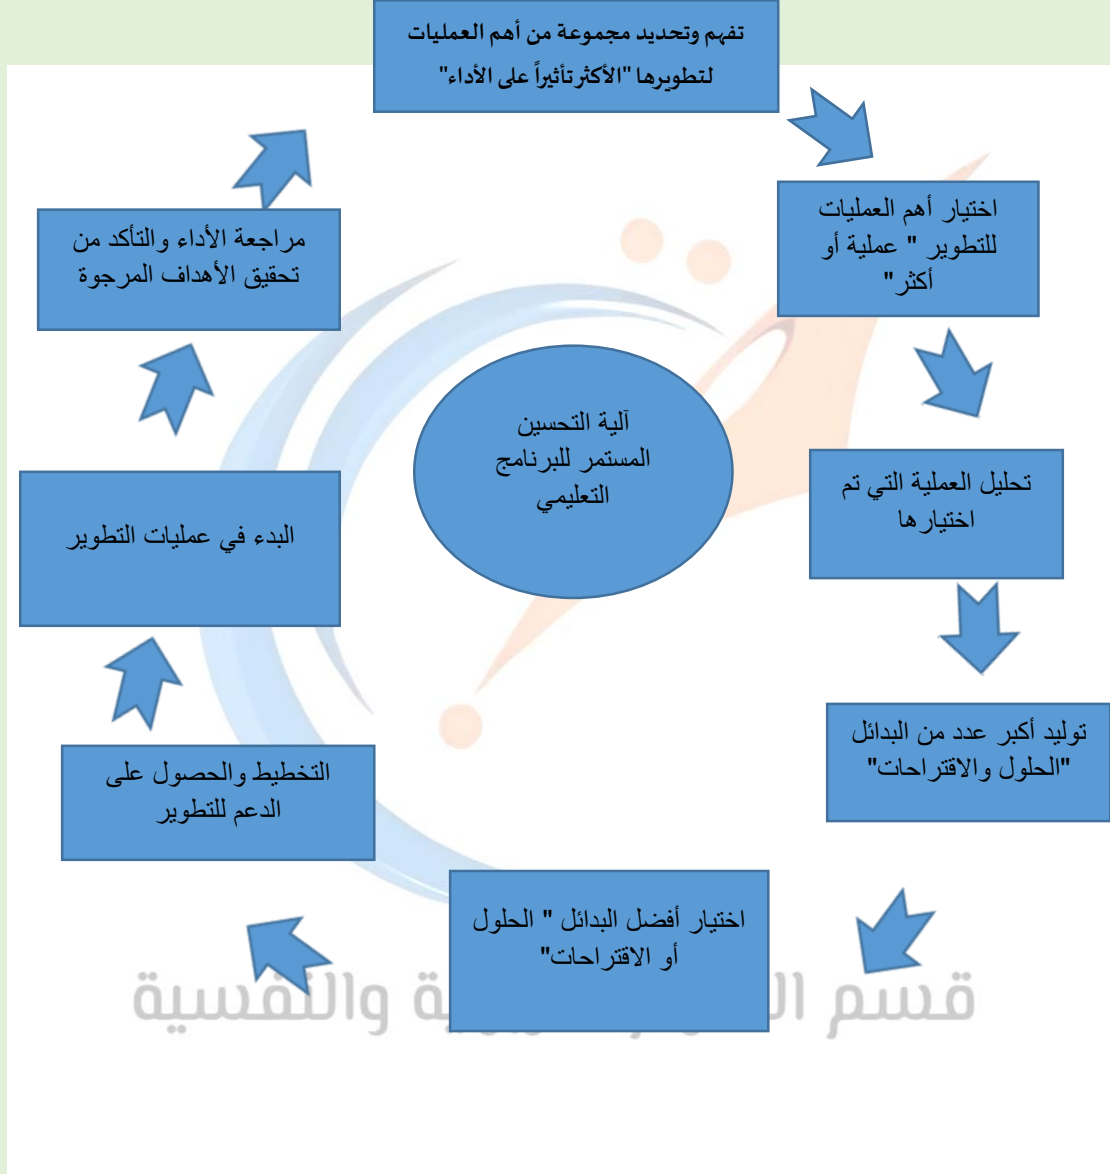 تفهم وتحديد مجموعة من أهم العمليات
لتطويرها "الأكثر تأثيراً على الأداء"
اختيار أهم العمليات
للتطوير " عملية أو
أكثر"
تحليل العملية التي تم
اختيارها
توليد أكبر عدد من البدائل
"الحلول والاقتراحات"
اختيار أفضل البدائل " الحلول
أو الاقتراحات"
التخطيط والحصول على
الدعم للتطوير
البدء في عمليات التطوير
مراجعة الأداء والتأكد من
تحقيق الأهداف المرجوة
آلية التحسين
المستمر للبرنامج
التعليمي
قسم والنفسية